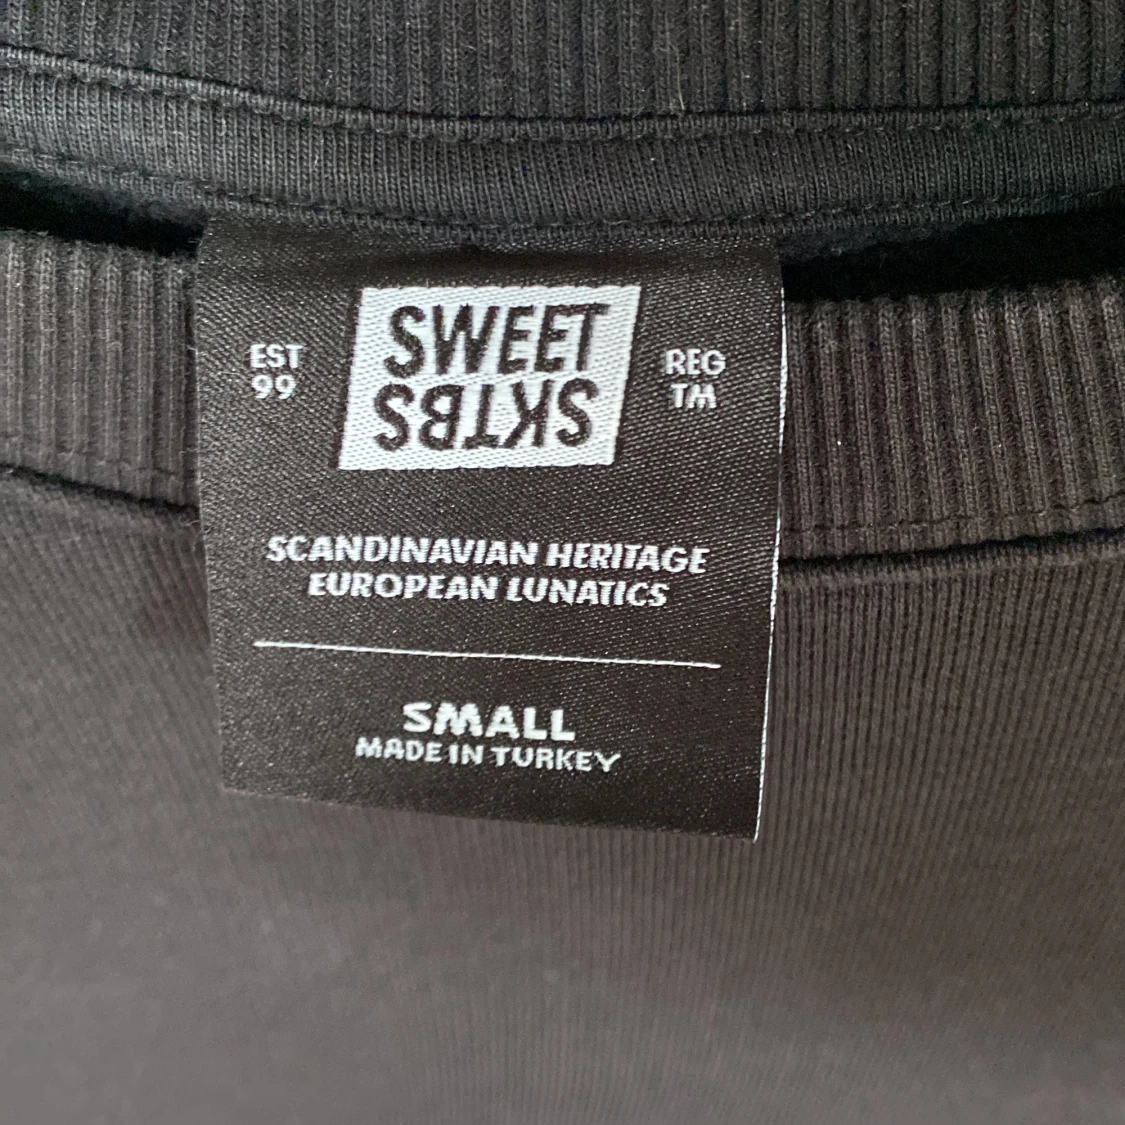 SWEET
SKTBS
EST
99
REG
TM
SCANDINAVIAN HERITAGE
EUROPEAN LUNATICS
SMALL
MADE IN TURKEY